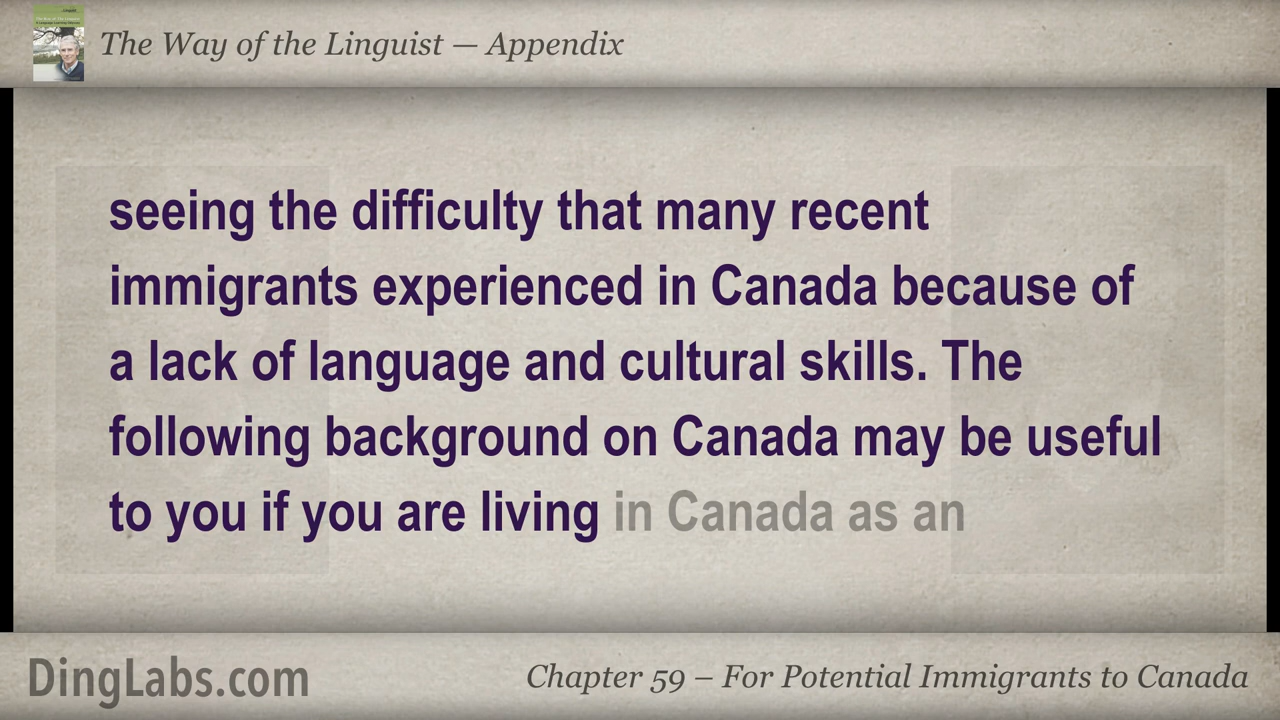 The Way of the Linguist — Appendix
seeing the difficulty that many recent
immigrants experienced in Canada because of
a lack of language and cultural skills. The
following background on Canada may be useful
to you if you are living in Canada as an
DingLabs.com
Chapter 59 – For Potential Immigrants to Canada